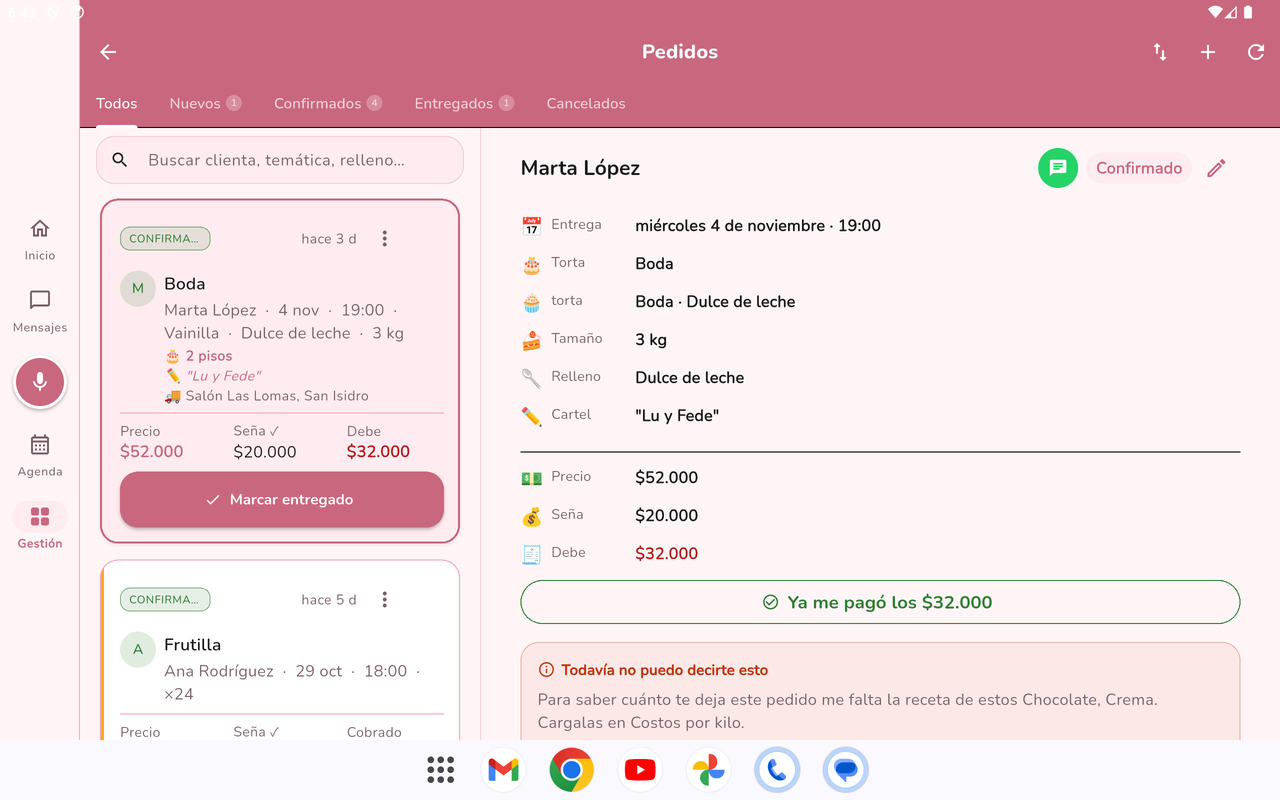 6:43
Pedidos
Todos
Nuevos 1
Confirmados 4
Entregados 1
Cancelados
Buscar clienta, temática, relleno...
Inicio
Mensajes
Agenda
Gestión
CONFIRMA...
hace 3 d
M
Boda
Marta López · 4 nov · 19:00 ·
Vainilla · Dulce de leche · 3 kg
2 pisos
"Lu y Fede"
Salón Las Lomas, San Isidro
Precio
Seña ✓
Debe
$52.000
$20.000
$32.000
Marcar entregado
CONFIRMA...
hace 5 d
A
Frutilla
Ana Rodríguez · 29 oct · 18:00 ·
×24
Precio
Seña ✓
Cobrado
Marta López
Confirmado
Entrega miércoles 4 de noviembre · 19:00
Torta Boda
torta Boda · Dulce de leche
Tamaño 3 kg
Relleno Dulce de leche
Cartel "Lu y Fede"
Precio $52.000
Seña $20.000
Debe $32.000
Ya me pagó los $32.000
Todavía no puedo decirte esto
Para saber cuánto te deja este pedido me falta la receta de estos Chocolate, Crema.
Cargalas en Costos por kilo.